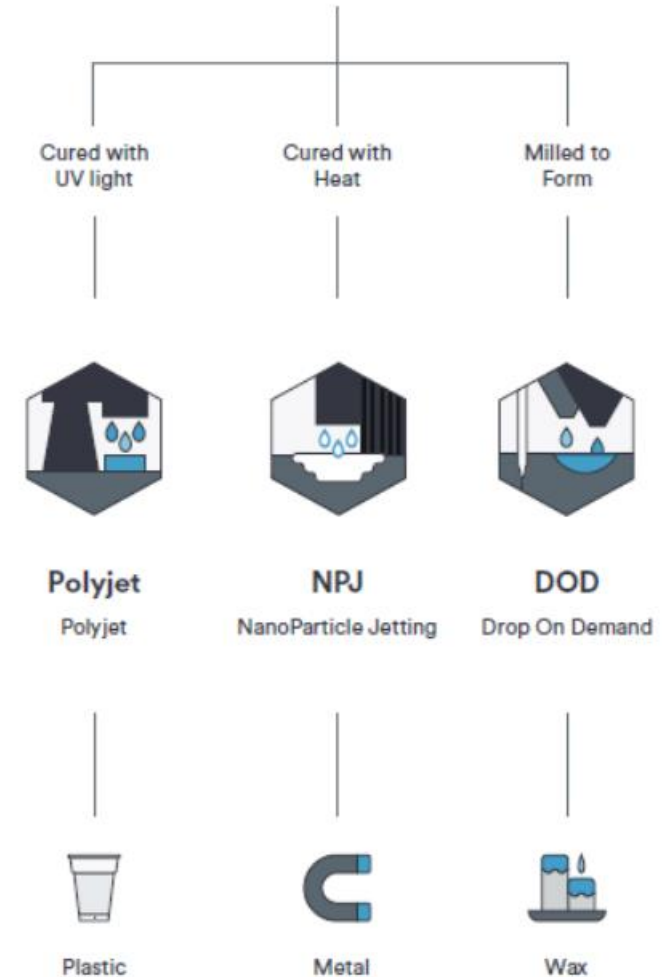 Cured with
UV light
Cured with
Heat
Milled to
Form
Polyjet
NPJ
DOD
Polyjet
NanoParticle Jetting
Drop On Demand
Plastic
Metal
Wax